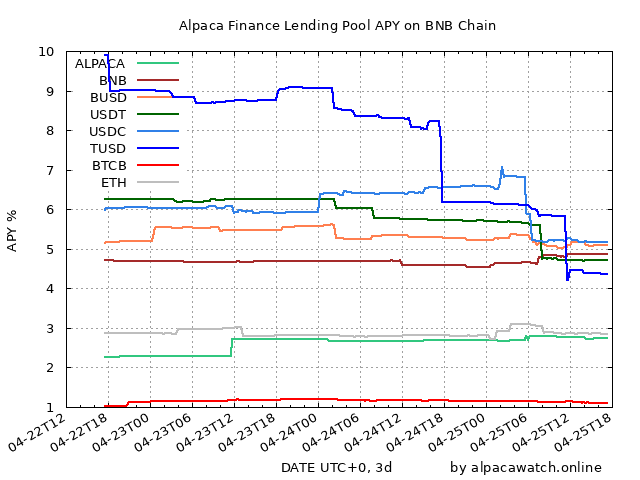 Alpaca Finance Lending Pool APY on BNB Chain
10
9
8
7
6
5
4
3
2
1
APY %
ALPACA
BNB
BUSD
USDT
USDC
TUSD
BTCB
ETH
04-22T12
04-22T18
04-23T00
04-23T06
04-23T12
04-23T18
04-24T00
04-24T06
04-24T12
04-24T18
04-25T00
04-25T06
04-25T12
04-25T18
DATE UTC+0, 3d
by alpacawatch.online